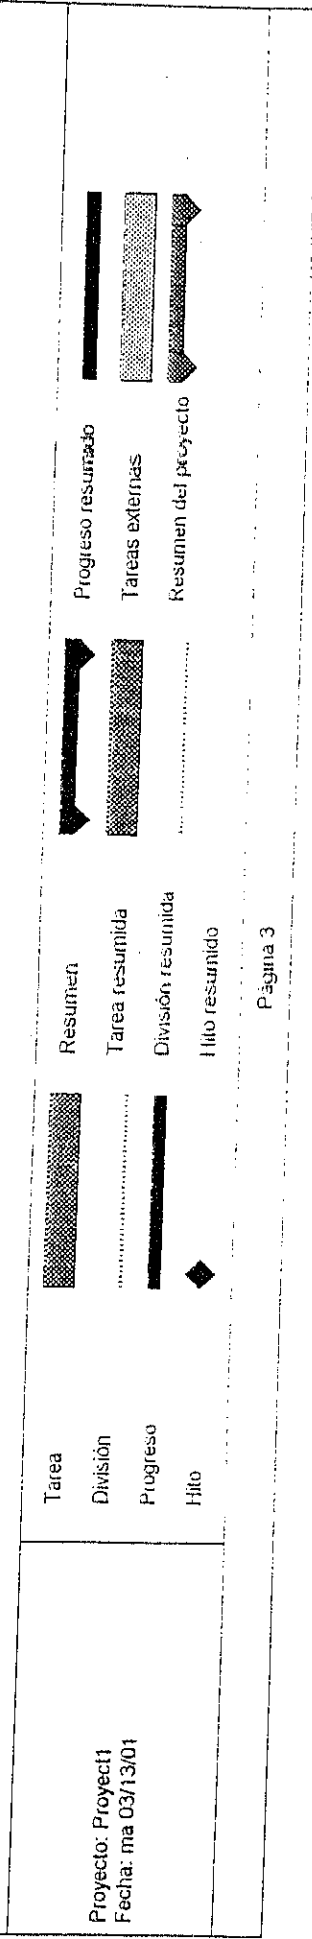 Proyecto: Proyect1
Fecha: ma 03/13/01
Tarea
División
Progreso
Hito
Resumen
Tarea resumida
División resumida
Hito resumido
Progreso resumido
Tareas externas
Resumen del proyecto
Página 3